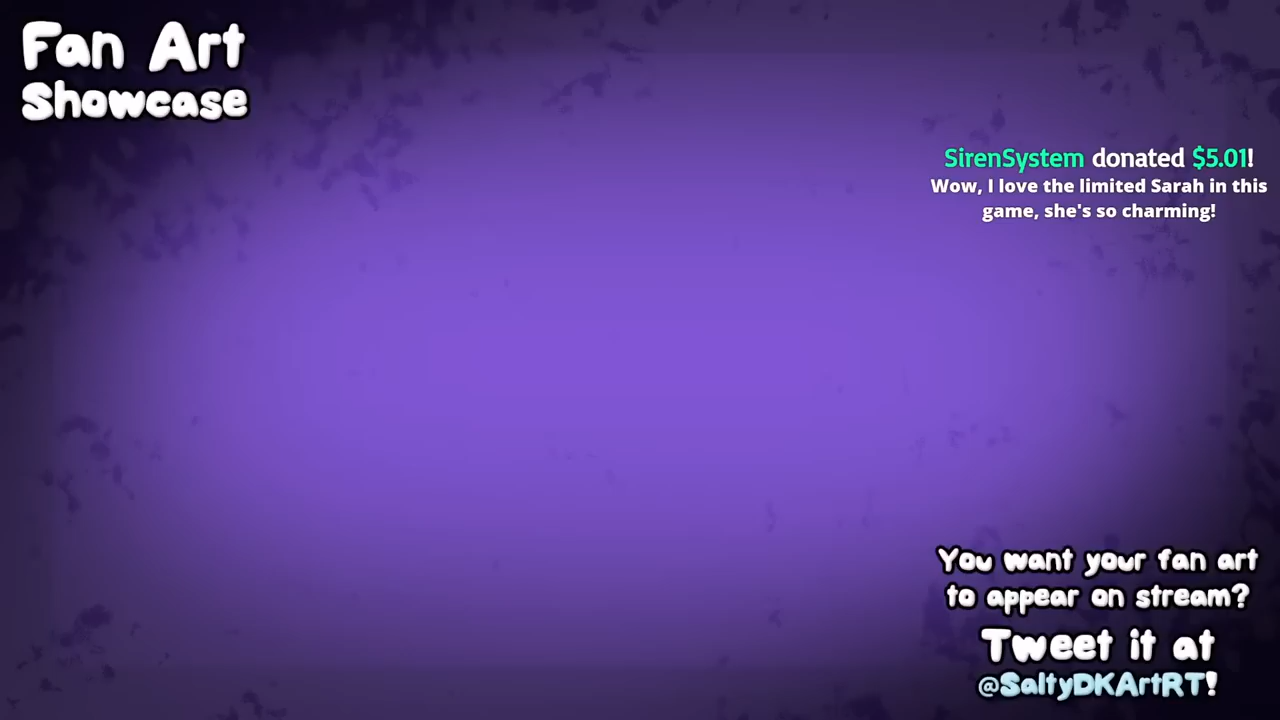 Fan Art
Showcase
SirenSystem donated $5.01!
Wow, I love the limited Sarah in this
game, she's so charming!
You want your fan art
to appear on stream?
Tweet it at
@SaltyDKArtRT!